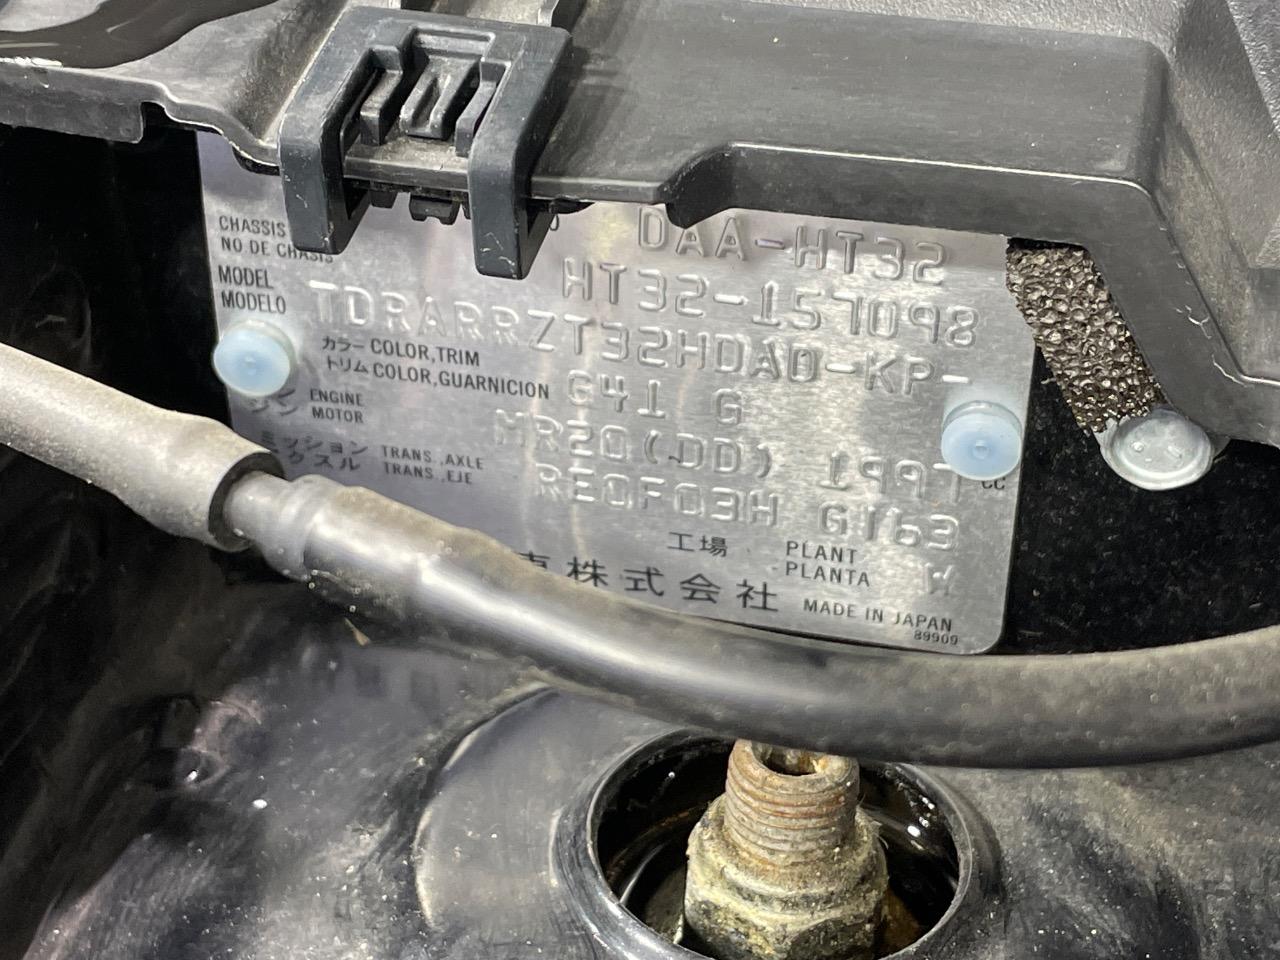 DAA-HT32
CHASSIS
NO DE CHASIS
HT32-157098
MODEL
MODELO
TDRARRZT32HDAD-KP-
カラー COLOR,TRIM
トリム COLOR,GUARNICION
G41 G
ENGINE
MOTOR
MR20(DD) 1997
CC
ミッション TRANS.,AXLE
クスル TRANS.,EJE
RE0F03H G163
工場 PLANT
PLANTA
W
株式会社
MADE IN JAPAN
89909